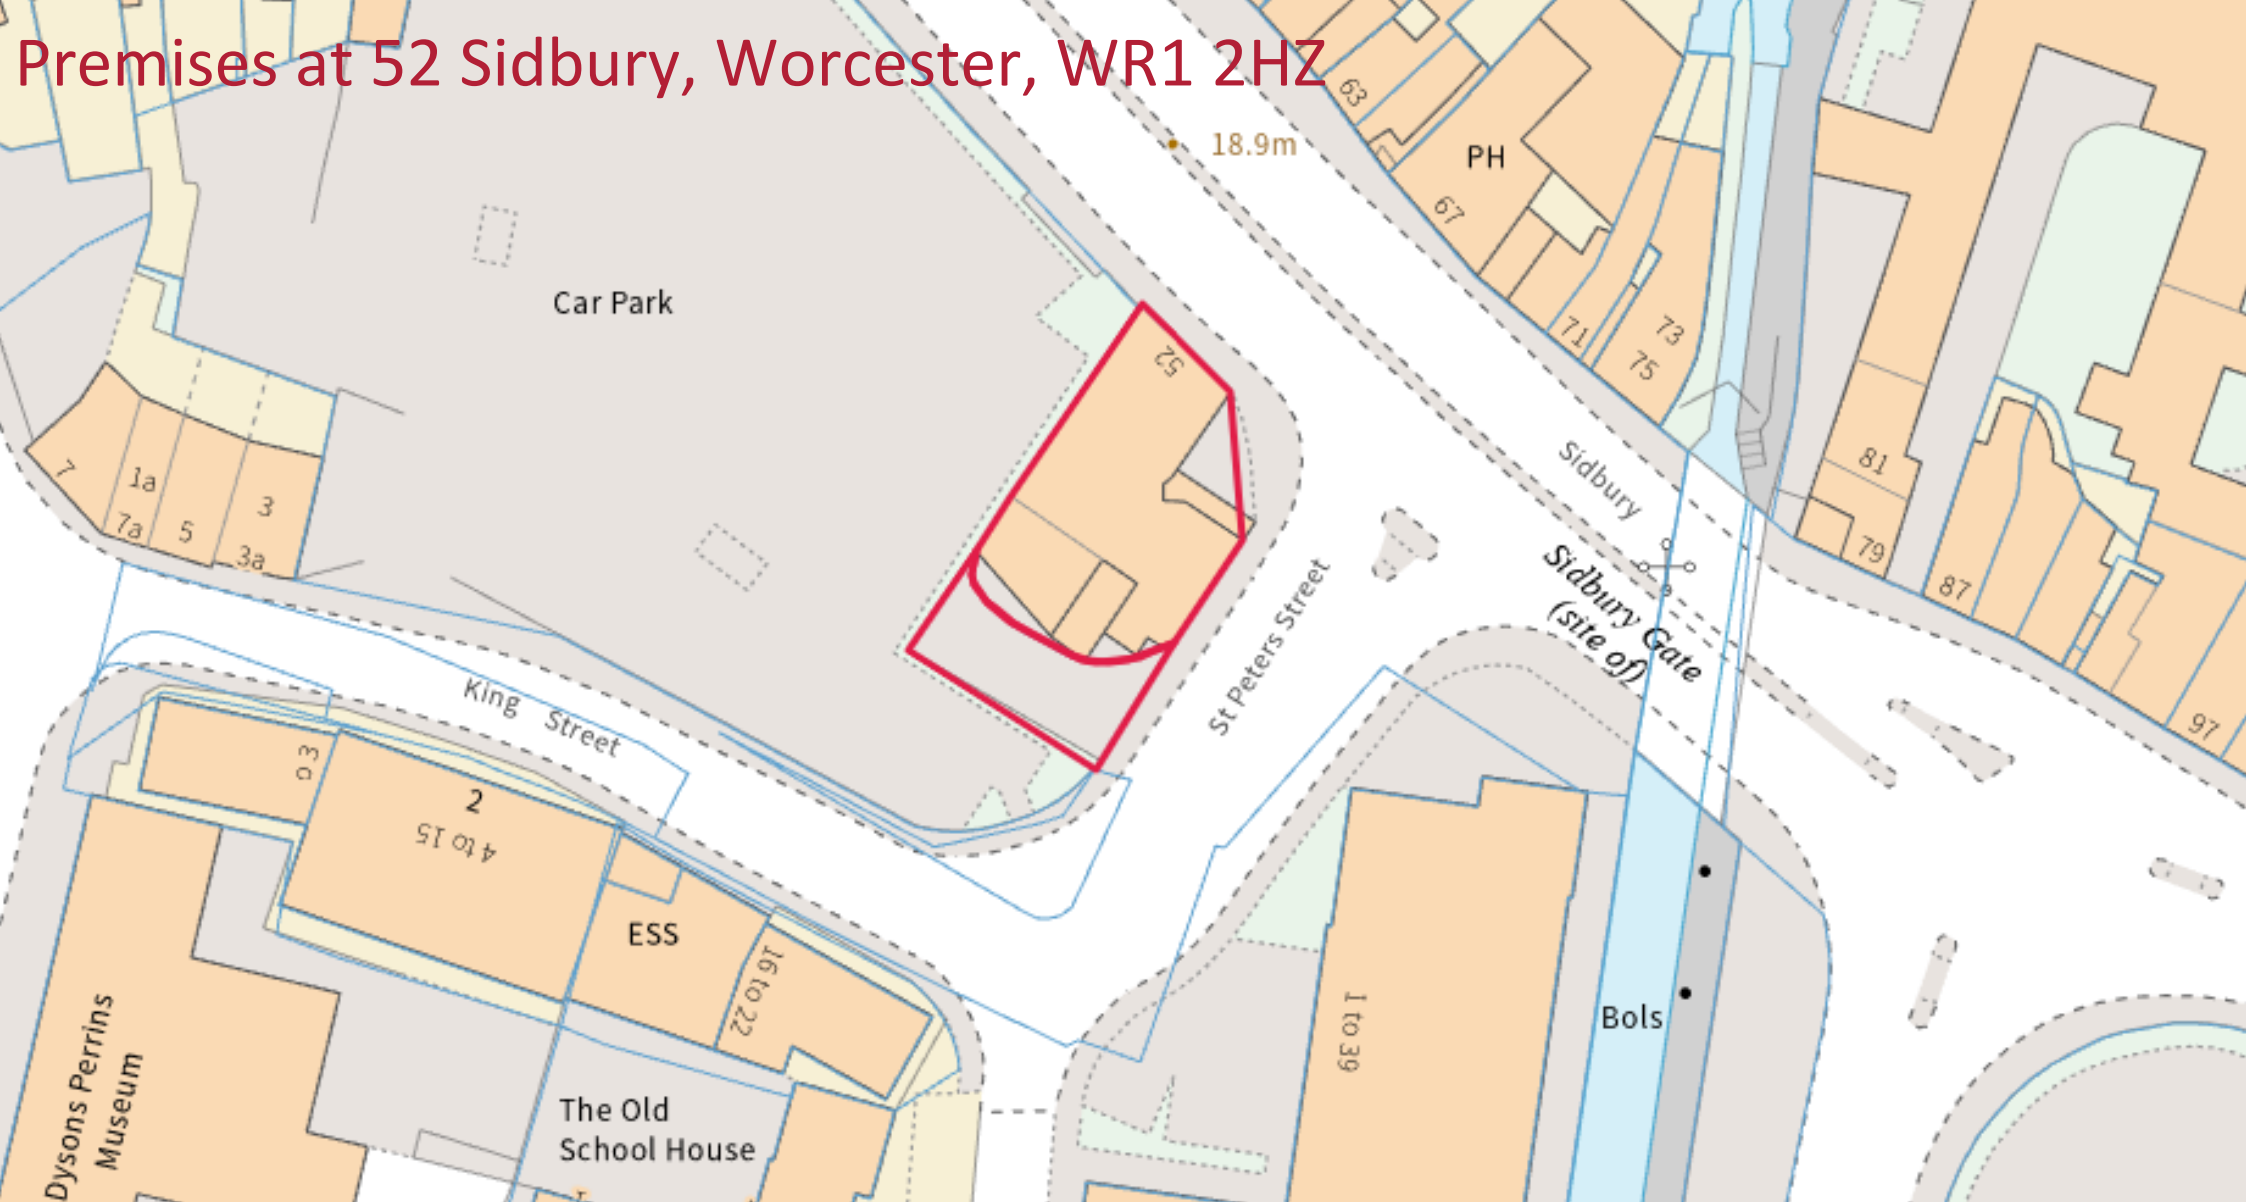 Premises at 52 Sidbury, Worcester, WR1 2HZ
63
18.9m
PH
67
Car Park
52
71
73
75
Sidbury
81
79
87
97
7
1a
7a
5
3
3a
Sidbury Gate
(site of)
St Peters Street
King Street
2
4 to 15
ESS
16 to 22
1 to 39
Bols
Dysons Perrins
Museum
The Old
School House